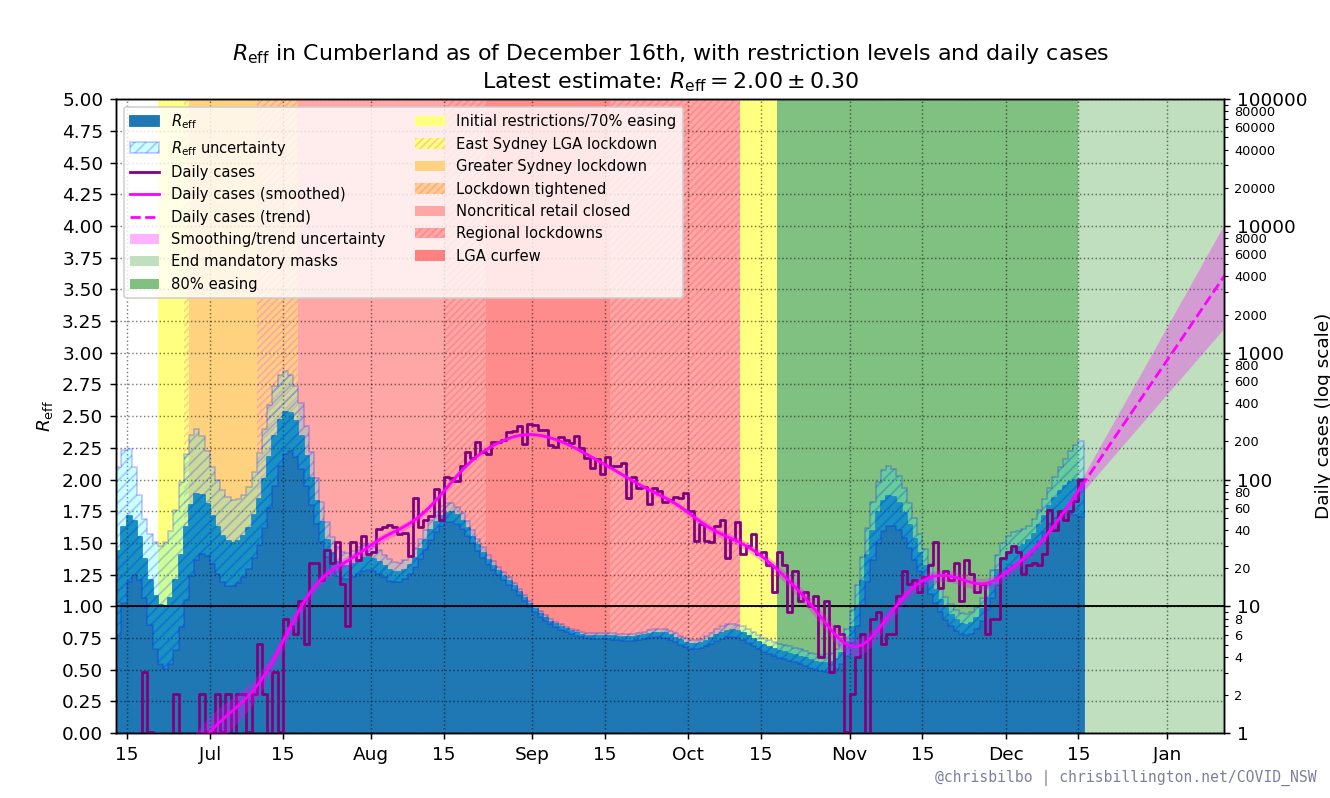 Reff in Cumberland as of December 16th, with restriction levels and daily cases
Latest estimate: Reff = 2.00 ± 0.30
Reff
Reff uncertainty
Daily cases
Daily cases (smoothed)
Daily cases (trend)
Smoothing/trend uncertainty
End mandatory masks
80% easing
Initial restrictions/70% easing
East Sydney LGA lockdown
Greater Sydney lockdown
Lockdown tightened
Noncritical retail closed
Regional lockdowns
LGA curfew
Reff
5.00
4.75
4.50
4.25
4.00
3.75
3.50
3.25
3.00
2.75
2.50
2.25
2.00
1.75
1.50
1.25
1.00
0.75
0.50
0.25
0.00
15 Jul 15 Aug 15 Sep 15 Oct 15 Nov 15 Dec 15 Jan
100000
80000
60000
40000
20000
10000
8000
6000
4000
2000
1000
800
600
400
200
100
80
60
40
20
10
8
6
4
2
1
Daily cases (log scale)
@chrisbilbo | chrisbillington.net/COVID_NSW